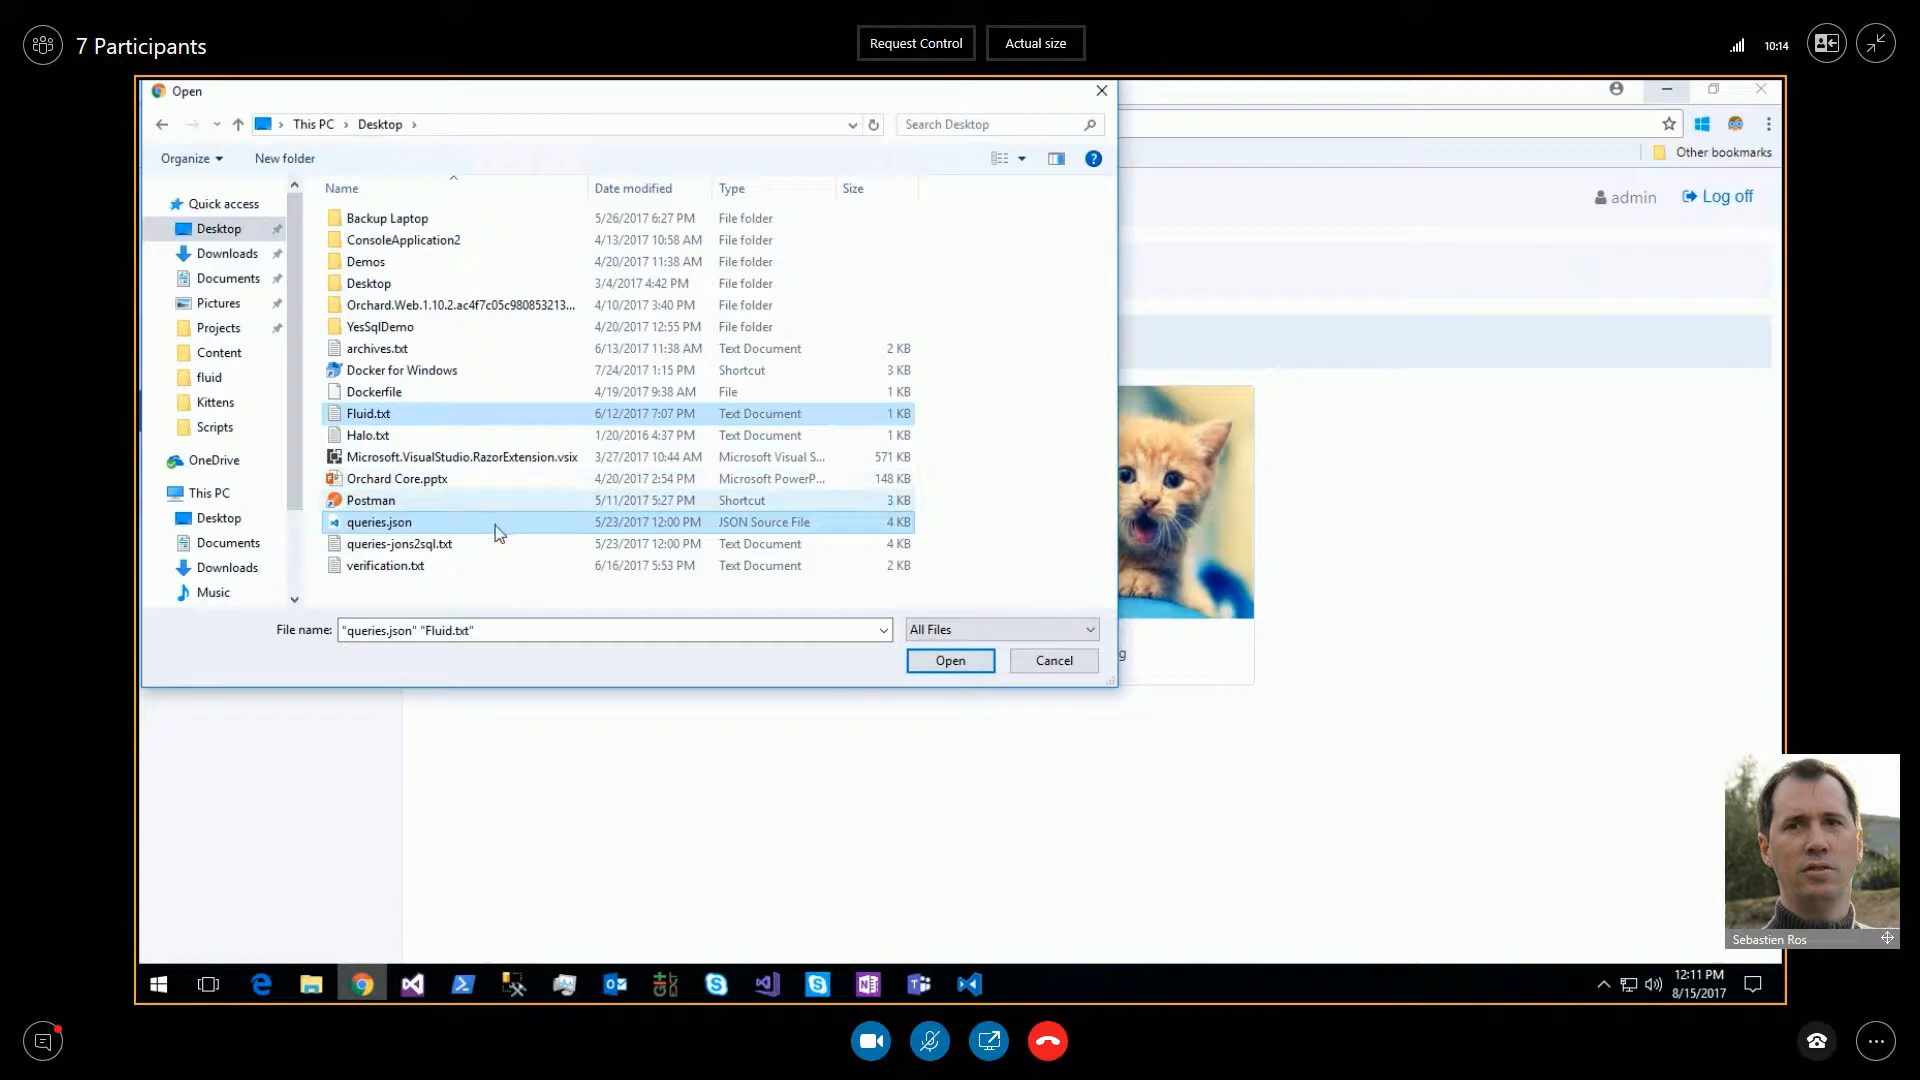 7 Participants
Request Control
Actual size
10:14
Open
This PC
Desktop
Search Desktop
Other bookmarks
Organize
New folder
admin
Log off
Name
Date modified
Type
Size
Quick access
Desktop
Downloads
Documents
Pictures
Projects
Content
fluid
Kittens
Scripts
OneDrive
This PC
Desktop
Documents
Downloads
Music
Backup Laptop 5/26/2017 6:27 PM File folder
ConsoleApplication2 4/13/2017 10:58 AM File folder
Demos 4/20/2017 11:38 AM File folder
Desktop 3/4/2017 4:42 PM File folder
Orchard.Web.1.10.2.ac4f7c05c980853213... 4/10/2017 3:40 PM File folder
YesSqlDemo 4/20/2017 12:55 PM File folder
archives.txt 6/13/2017 11:38 AM Text Document 2 KB
Docker for Windows 7/24/2017 1:15 PM Shortcut 3 KB
Dockerfile 4/19/2017 9:38 AM File 1 KB
Fluid.txt 6/12/2017 7:07 PM Text Document 1 KB
Halo.txt 1/20/2016 4:37 PM Text Document 1 KB
Microsoft.VisualStudio.RazorExtension.vsix 3/27/2017 10:44 AM Microsoft Visual S... 571 KB
Orchard Core.pptx 4/20/2017 2:54 PM Microsoft PowerP... 148 KB
Postman 5/11/2017 5:27 PM Shortcut 3 KB
queries.json 5/23/2017 12:00 PM JSON Source File 4 KB
queries-jons2sql.txt 5/23/2017 12:00 PM Text Document 4 KB
verification.txt 6/16/2017 5:53 PM Text Document 2 KB
File name: "queries.json" "Fluid.txt"
All Files
Open
Cancel
g
Sebastien Ros
12:11 PM
8/15/2017